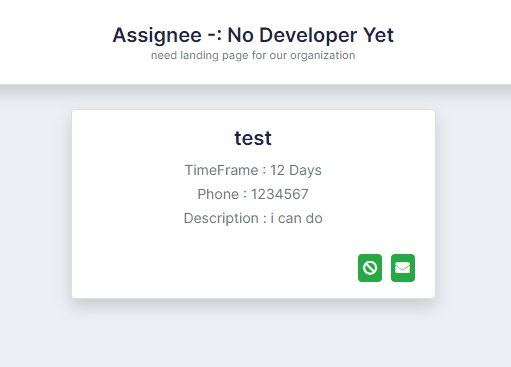 Assignee -: No Developer Yet
need landing page for our organization
test
TimeFrame : 12 Days
Phone : 1234567
Description : i can do